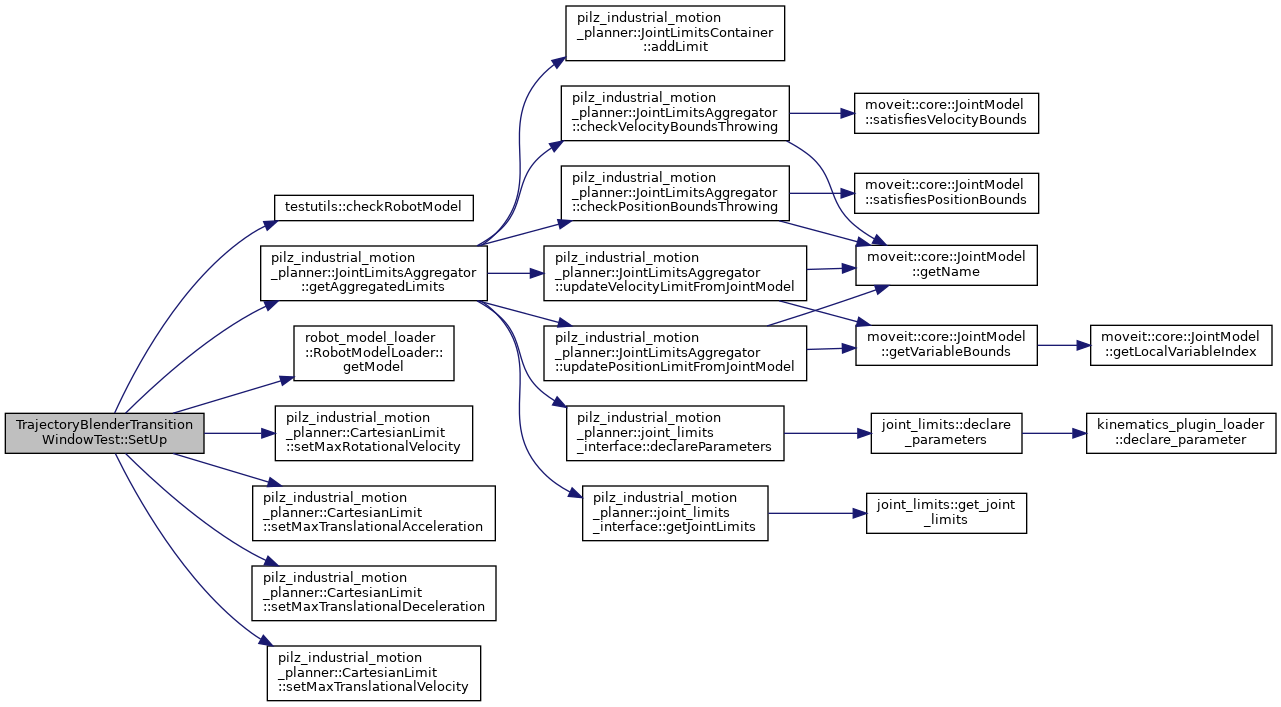 TrajectoryBlenderTransition
WindowTest::SetUp
testutils::checkRobotModel
pilz_industrial_motion
_planner::JointLimitsAggregator
::getAggregatedLimits
robot_model_loader
::RobotModelLoader::
getModel
pilz_industrial_motion
_planner::CartesianLimit
::setMaxRotationalVelocity
pilz_industrial_motion
_planner::CartesianLimit
::setMaxTranslationalAcceleration
pilz_industrial_motion
_planner::CartesianLimit
::setMaxTranslationalDeceleration
pilz_industrial_motion
_planner::CartesianLimit
::setMaxTranslationalVelocity
pilz_industrial_motion
_planner::JointLimitsContainer
::addLimit
pilz_industrial_motion
_planner::JointLimitsAggregator
::checkVelocityBoundsThrowing
pilz_industrial_motion
_planner::JointLimitsAggregator
::checkPositionBoundsThrowing
pilz_industrial_motion
_planner::JointLimitsAggregator
::updateVelocityLimitFromJointModel
pilz_industrial_motion
_planner::JointLimitsAggregator
::updatePositionLimitFromJointModel
pilz_industrial_motion
_planner::joint_limits
_interface::declareParameters
pilz_industrial_motion
_planner::joint_limits
_interface::getJointLimits
moveit::core::JointModel
::satisfiesVelocityBounds
moveit::core::JointModel
::satisfiesPositionBounds
moveit::core::JointModel
::getName
moveit::core::JointModel
::getVariableBounds
joint_limits::declare
_parameters
joint_limits::get_joint
_limits
moveit::core::JointModel
::getLocalVariableIndex
kinematics_plugin_loader
::declare_parameter